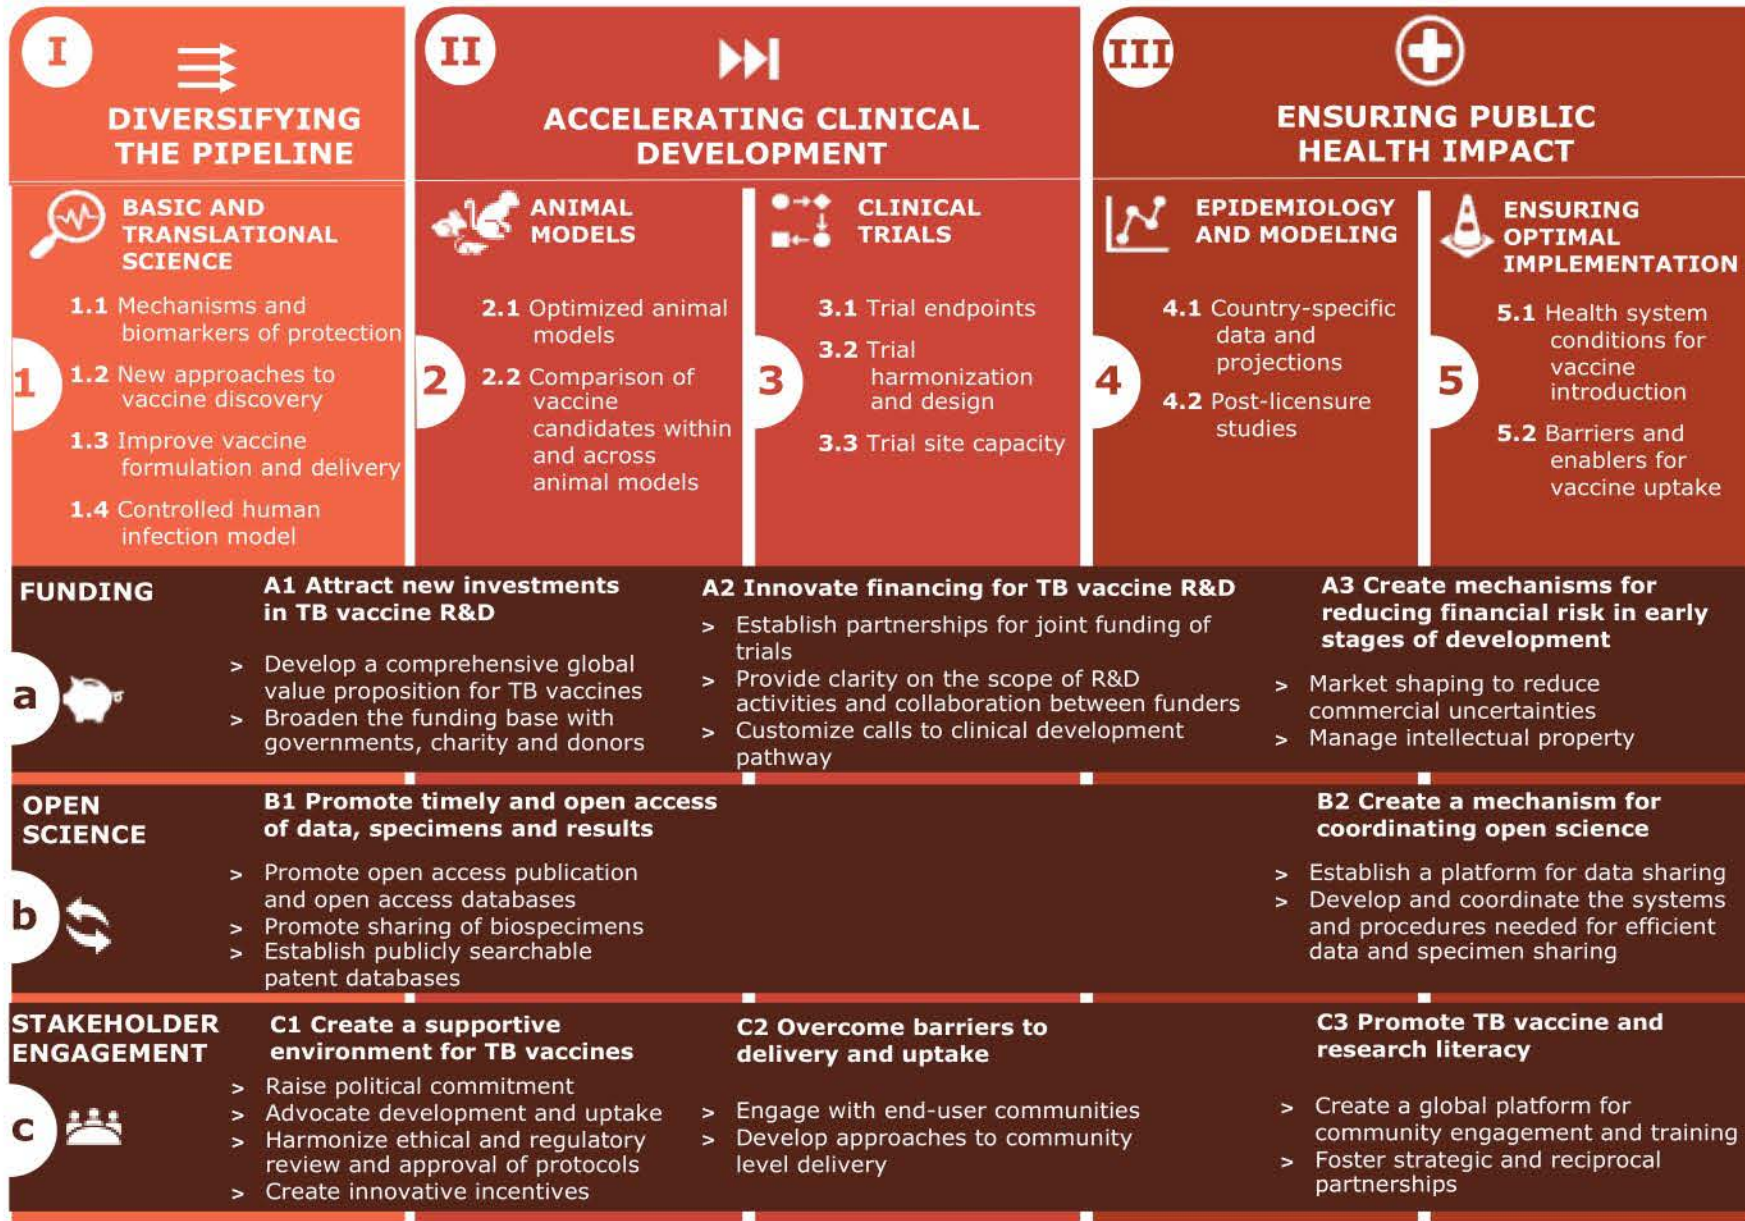 I
DIVERSIFYING
THE PIPELINE
II
ACCELERATING CLINICAL
DEVELOPMENT
III
ENSURING PUBLIC
HEALTH IMPACT
BASIC AND
TRANSLATIONAL
SCIENCE
1
1.1 Mechanisms and
biomarkers of protection
1.2 New approaches to
vaccine discovery
1.3 Improve vaccine
formulation and delivery
1.4 Controlled human
infection model
ANIMAL
MODELS
2
2.1 Optimized animal
models
2.2 Comparison of
vaccine
candidates within
and across
animal models
CLINICAL
TRIALS
3
3.1 Trial endpoints
3.2 Trial
harmonization
and design
3.3 Trial site capacity
EPIDEMIOLOGY
AND MODELING
4
4.1 Country-specific
data and
projections
4.2 Post-licensure
studies
ENSURING
OPTIMAL
IMPLEMENTATION
5
5.1 Health system
conditions for
vaccine
introduction
5.2 Barriers and
enablers for
vaccine uptake
FUNDING
a
A1 Attract new investments
in TB vaccine R&D
> Develop a comprehensive global
value proposition for TB vaccines
> Broaden the funding base with
governments, charity and donors
A2 Innovate financing for TB vaccine R&D
> Establish partnerships for joint funding of
trials
> Provide clarity on the scope of R&D
activities and collaboration between funders
> Customize calls to clinical development
pathway
A3 Create mechanisms for
reducing financial risk in early
stages of development
> Market shaping to reduce
commercial uncertainties
> Manage intellectual property
OPEN
SCIENCE
b
B1 Promote timely and open access
of data, specimens and results
> Promote open access publication
and open access databases
> Promote sharing of biospecimens
> Establish publicly searchable
patent databases
B2 Create a mechanism for
coordinating open science
> Establish a platform for data sharing
> Develop and coordinate the systems
and procedures needed for efficient
data and specimen sharing
STAKEHOLDER
ENGAGEMENT
c
C1 Create a supportive
environment for TB vaccines
> Raise political commitment
> Advocate development and uptake
> Harmonize ethical and regulatory
review and approval of protocols
> Create innovative incentives
C2 Overcome barriers to
delivery and uptake
> Engage with end-user communities
> Develop approaches to community
level delivery
C3 Promote TB vaccine and
research literacy
> Create a global platform for
community engagement and training
> Foster strategic and reciprocal
partnerships